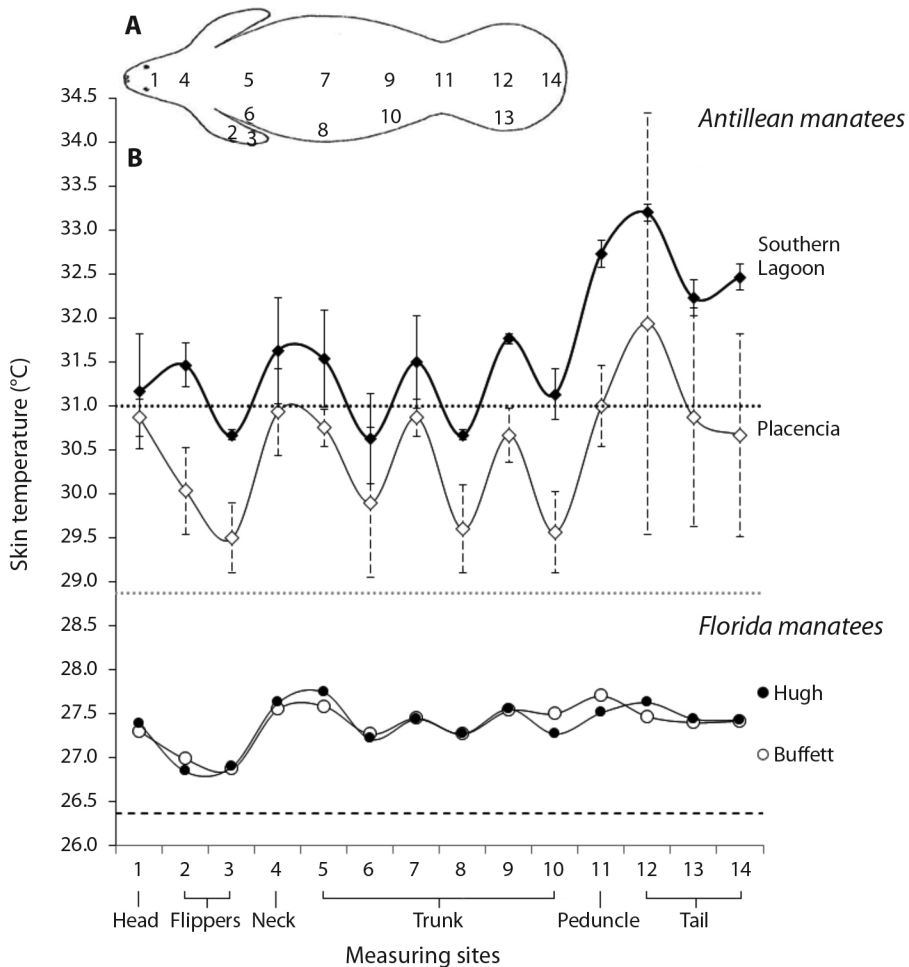 A
1 4 5 7 9 11 12 14
6
2 3 8 10 13
B
Antillean manatees
Skin temperature (°C)
34.5
34.0
33.5
33.0
32.5
32.0
31.5
31.0
30.5
30.0
29.5
29.0
28.5
28.0
27.5
27.0
26.5
26.0
Southern
Lagoon
Placencia
Florida manatees
Hugh
Buffett
1 2 3 4 5 6 7 8 9 10 11 12 13 14
Head Flippers Neck Trunk Peduncle Tail
Measuring sites